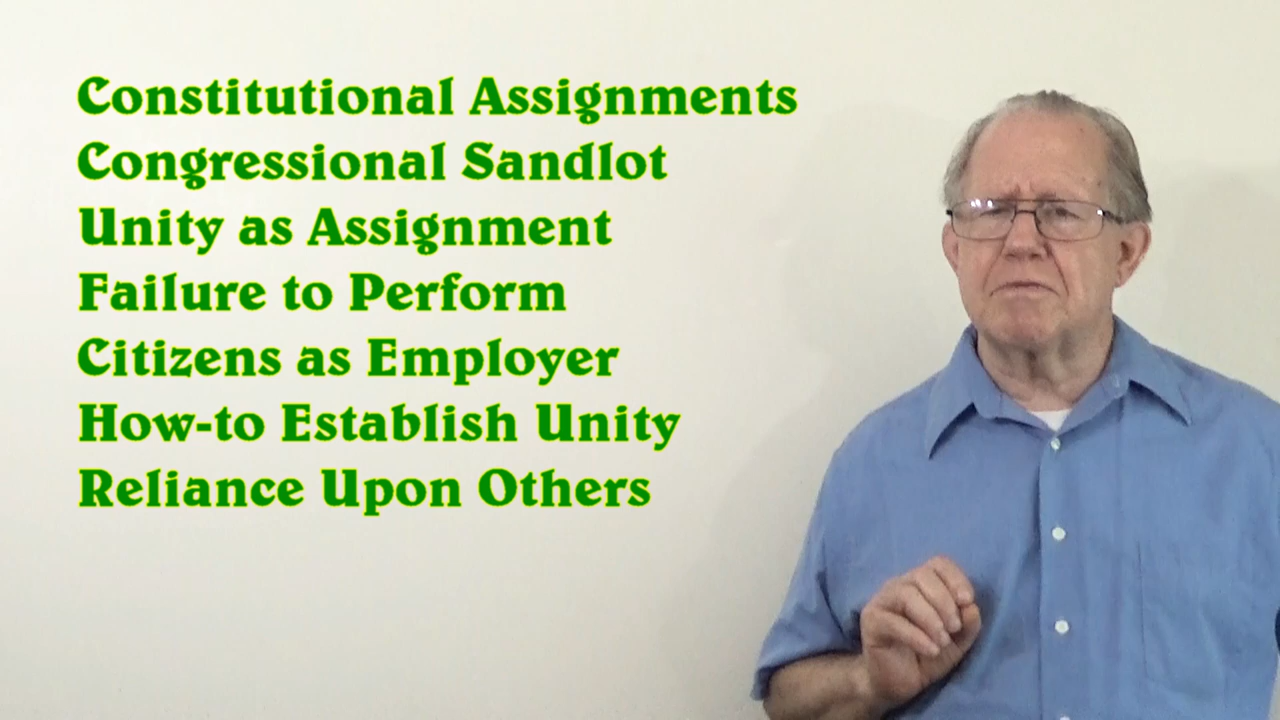 Constitutional Assignments
Congressional Sandlot
Unity as Assignment
Failure to Perform
Citizens as Employer
How-to Establish Unity
Reliance Upon Others